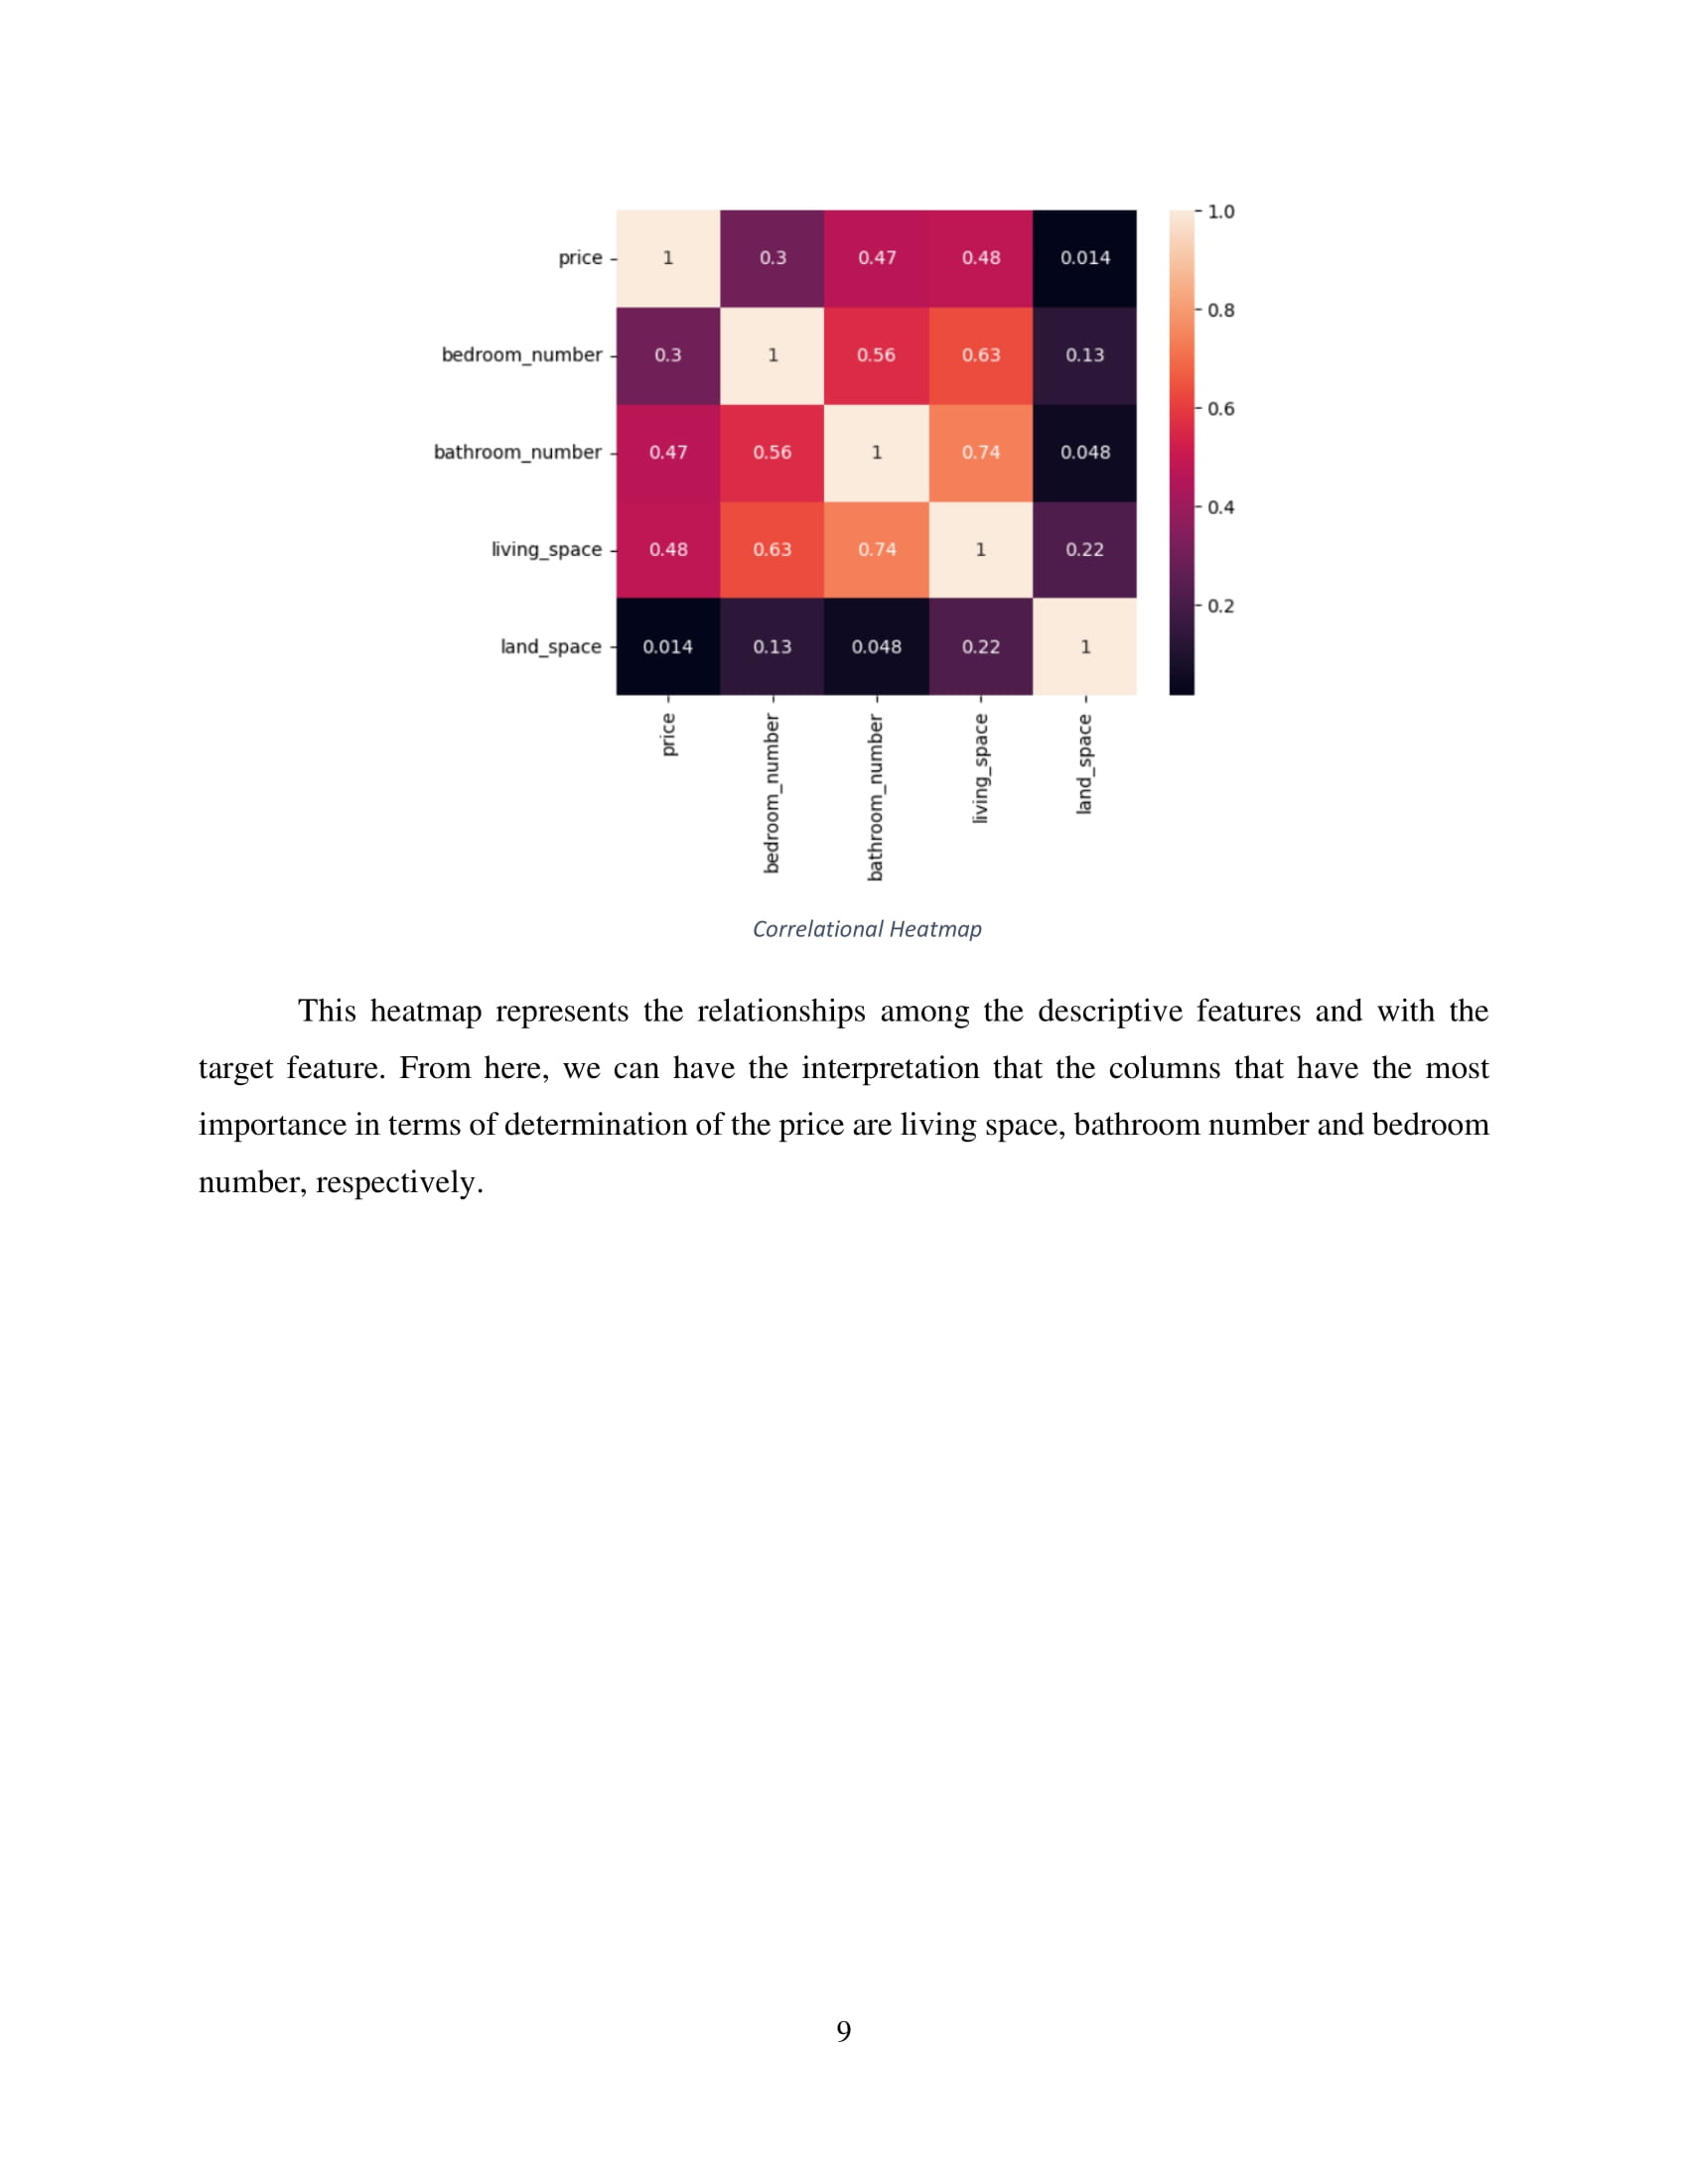 price 1 0.3 0.47 0.48 0.014
bedroom_number 0.3 1 0.56 0.63 0.13
bathroom_number 0.47 0.56 1 0.74 0.048
living_space 0.48 0.63 0.74 1 0.22
land_space 0.014 0.13 0.048 0.22 1
price
bedroom_number
bathroom_number
living_space
land_space
1.0
0.8
0.6
0.4
0.2
Correlational Heatmap
This heatmap represents the relationships among the descriptive features and with the
target feature. From here, we can have the interpretation that the columns that have the most
importance in terms of determination of the price are living space, bathroom number and bedroom
number, respectively.
9